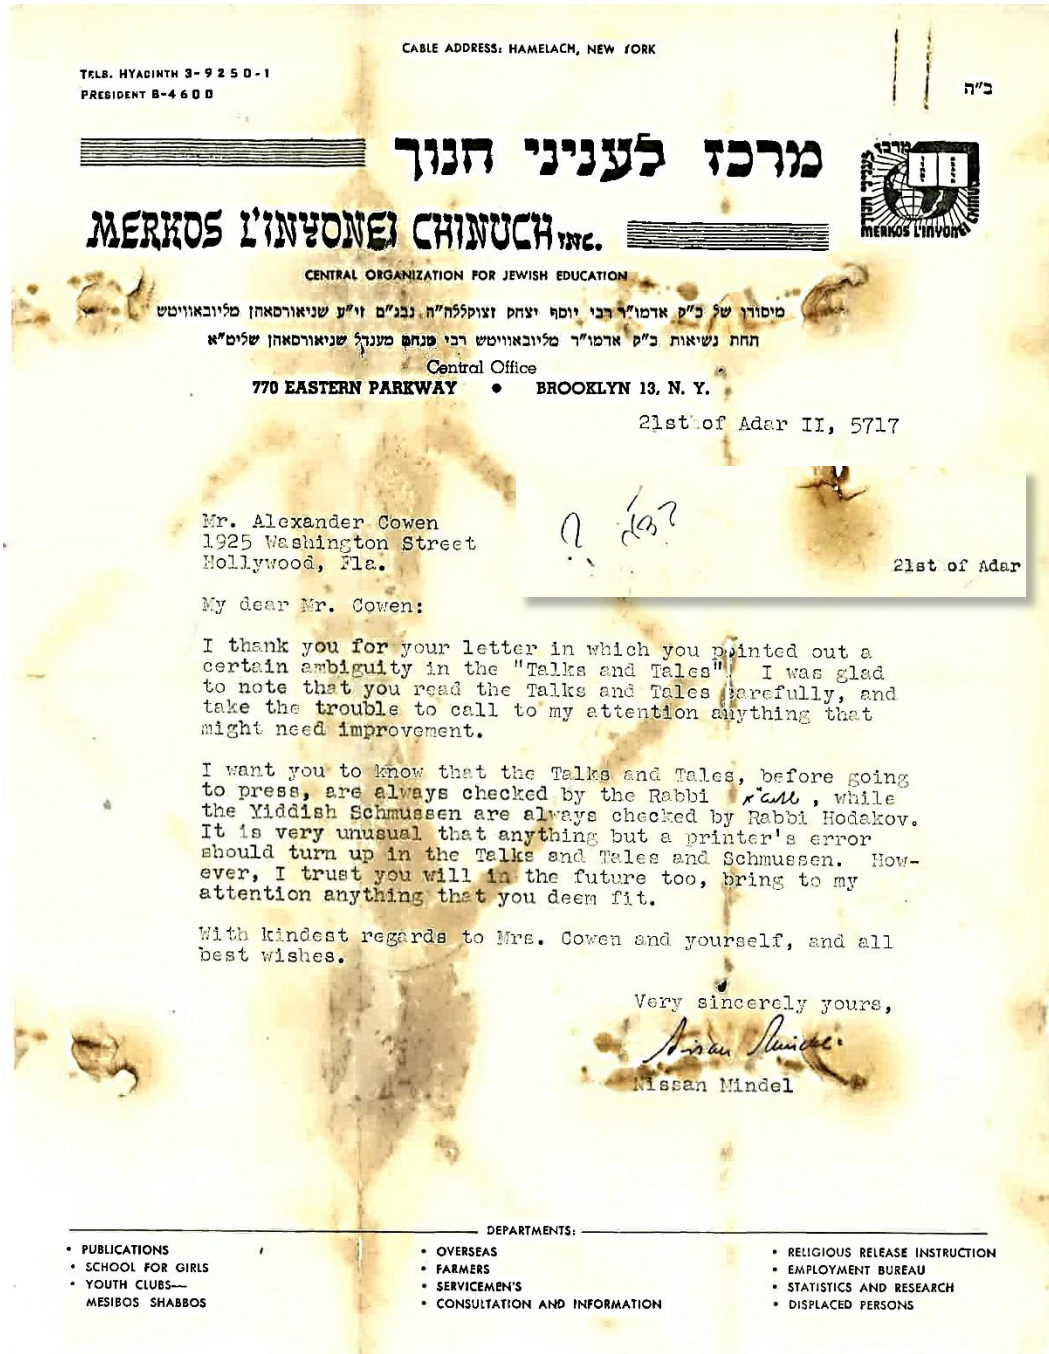 CABLE ADDRESS: HAMELACH, NEW YORK
TELS. HYACINTH 3-9250-1
PRESIDENT 8-4600
ב"ה
מרכז לעניני חנוך
MERKOS L'INYONEI CHINUCH INC.
מרכז לעניני חנוך
MERKOS L'INYONEI CHINUCH
CENTRAL ORGANIZATION FOR JEWISH EDUCATION
מיסודו של כ"ק אדמו"ר רבי יוסף יצחק זצוקללה"ה נבג"ם זי"ע שניאורסאהן מליובאוויטש
תחת נשיאות כ"ק אדמו"ר מליובאוויטש רבי מנחם מענדל שניאורסאהן שליט"א
Central Office
770 EASTERN PARKWAY • BROOKLYN 13, N. Y.
21st of Adar II, 5717
21st of Adar
Mr. Alexander Cowen
1925 Washington Street
Hollywood, Fla.
My dear Mr. Cowen:
I thank you for your letter in which you pointed out a
certain ambiguity in the "Talks and Tales". I was glad
to note that you read the Talks and Tales carefully, and
take the trouble to call to my attention anything that
might need improvement.
I want you to know that the Talks and Tales, before going
to press, are always checked by the Rabbi , while
the Yiddish Schmussen are always checked by Rabbi Hodakov.
It is very unusual that anything but a printer's error
should turn up in the Talks and Tales and Schmussen. How-
ever, I trust you will in the future too, bring to my
attention anything that you deem fit.
With kindest regards to Mrs. Cowen and yourself, and all
best wishes.
Very sincerely yours,
Nissan Mindel
Nissan Mindel
DEPARTMENTS:
• PUBLICATIONS
• SCHOOL FOR GIRLS
• YOUTH CLUBS—
MESIBOS SHABBOS
• OVERSEAS
• FARMERS
• SERVICEMEN'S
• CONSULTATION AND INFORMATION
• RELIGIOUS RELEASE INSTRUCTION
• EMPLOYMENT BUREAU
• STATISTICS AND RESEARCH
• DISPLACED PERSONS